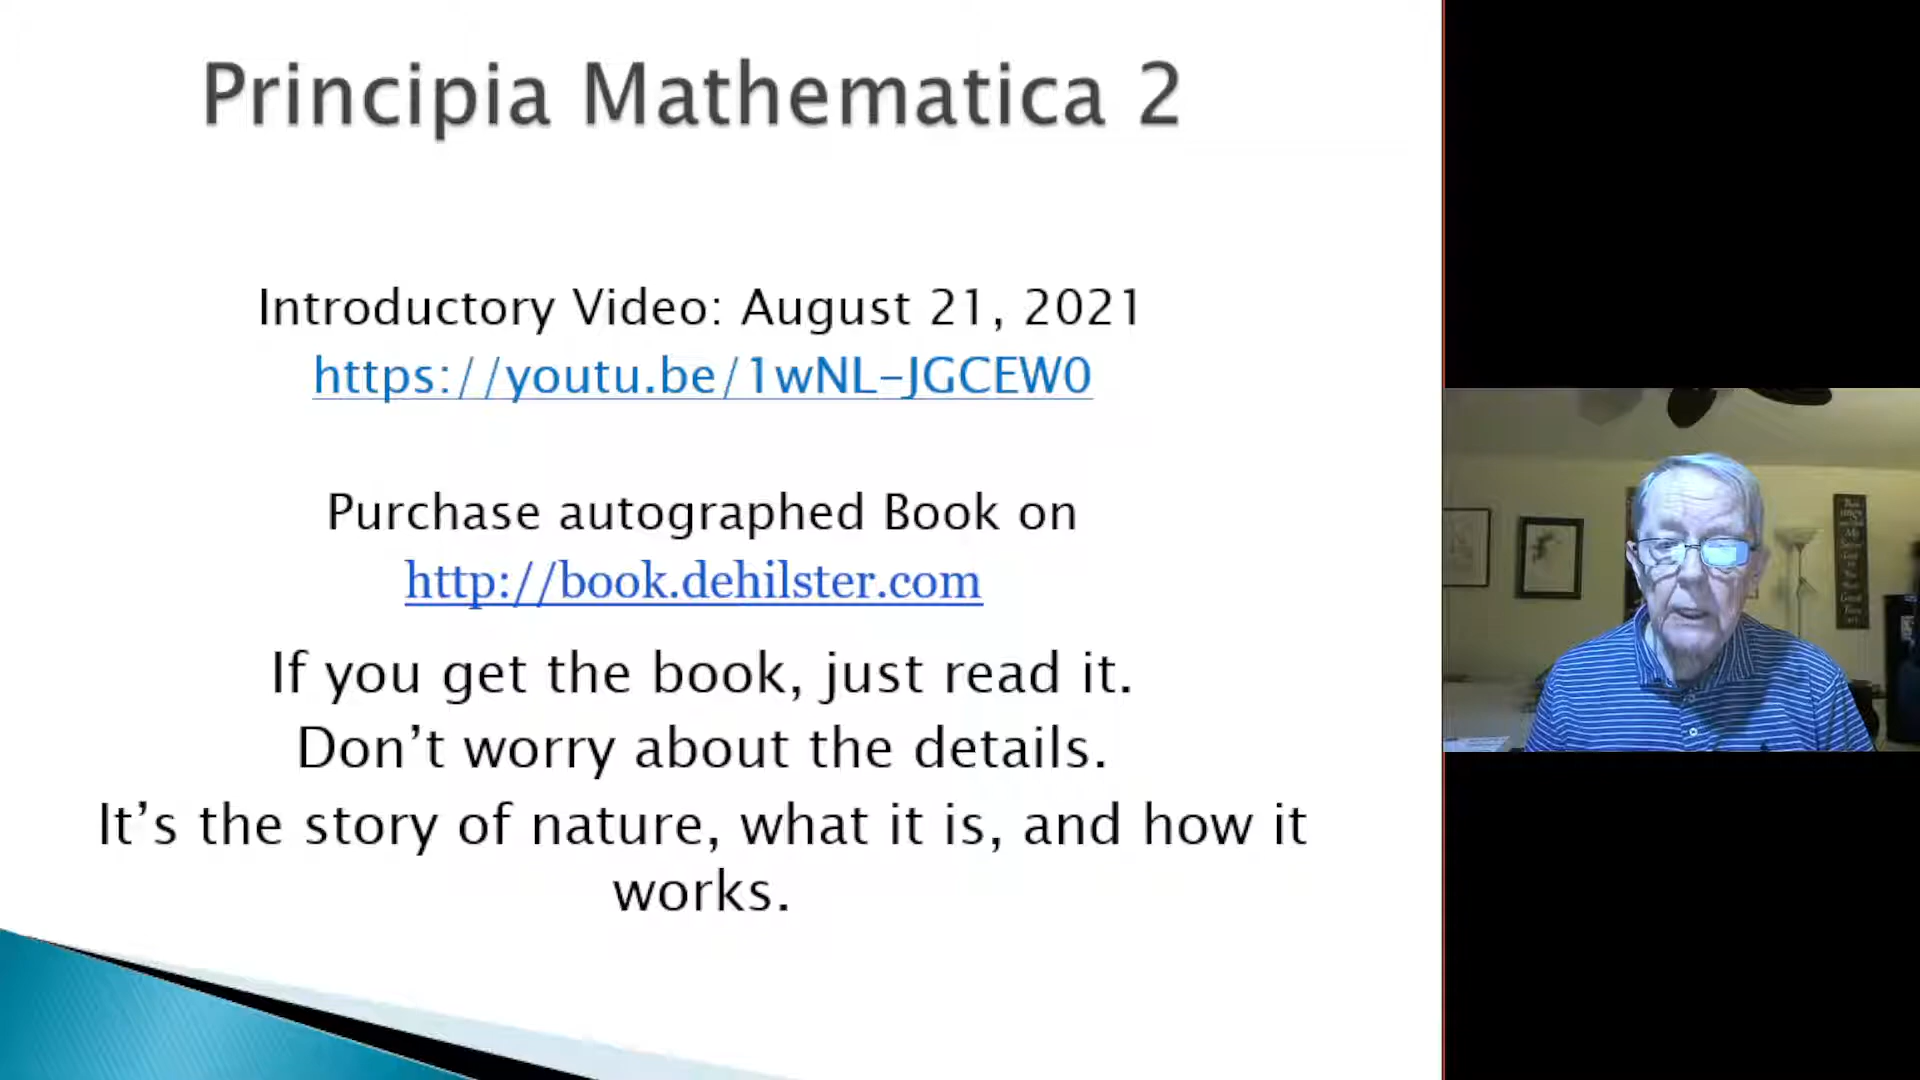 Principia Mathematica 2
Introductory Video: August 21, 2021
https://youtu.be/1wNL-JGCEW0
Purchase autographed Book on
http://book.dehilster.com
If you get the book, just read it.
Don’t worry about the details.
It’s the story of nature, what it is, and how it
works.